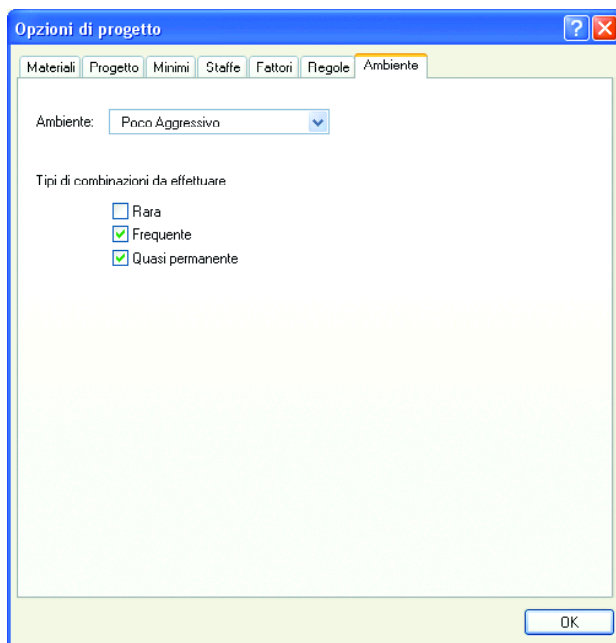 Opzioni di progetto
Materiali Progetto Minimi Staffe Fattori Regole Ambiente
Ambiente: Poco Aggressivo
Tipi di combinazioni da effettuare
Rara
Frequente
Quasi permanente
OK